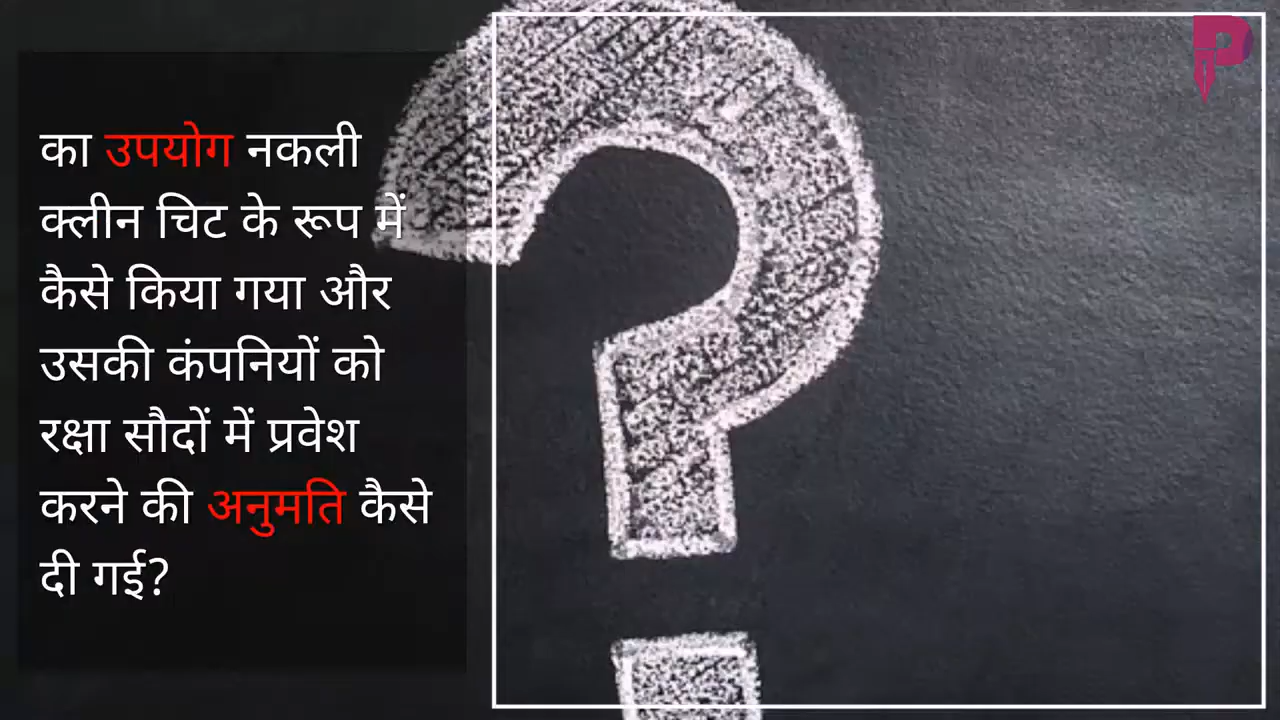 का उपयोग नकली
क्लीन चिट के रूप में
कैसे किया गया और
उसकी कंपनियों को
रक्षा सौदों में प्रवेश
करने की अनुमति कैसे
दी गई?